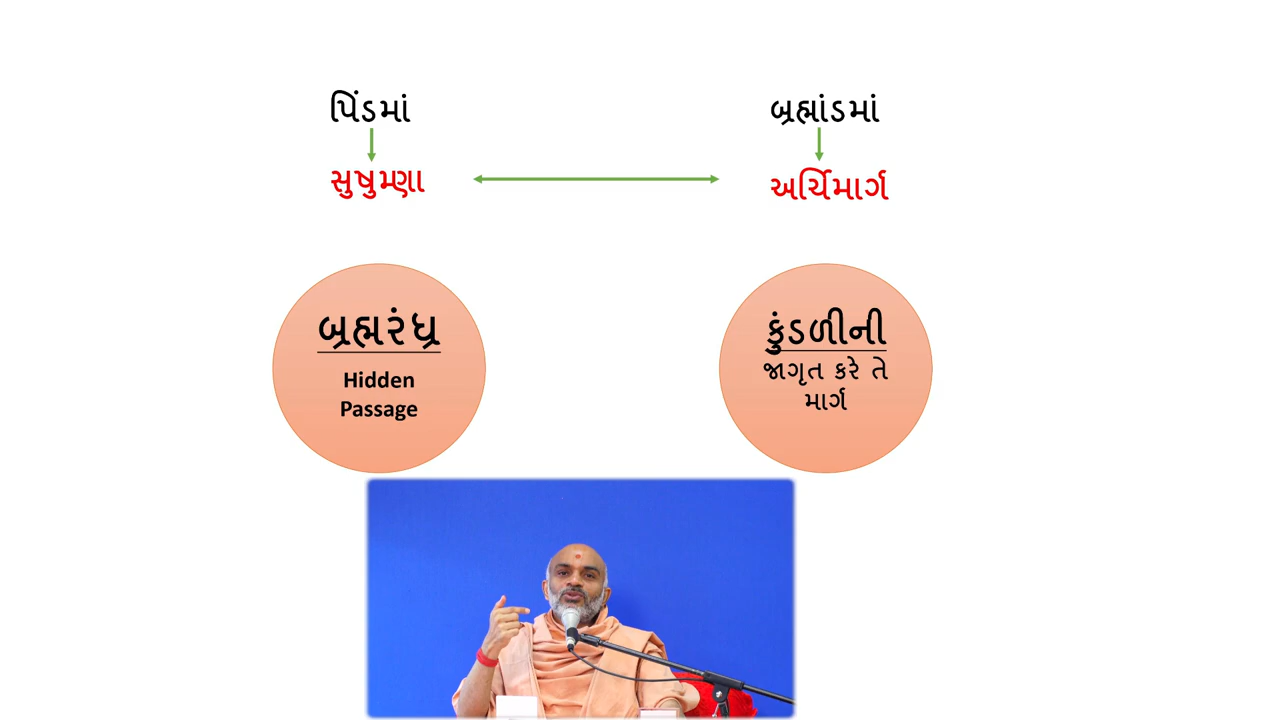 પિંડમાં
બ્રહ્માંડમાં
સુષુમ્ણા
અર્ચિમાર્ગ
બ્રહ્મરંધ્ર
Hidden
Passage
કુંડળીની
જાગૃત કરે તે
માર્ગ